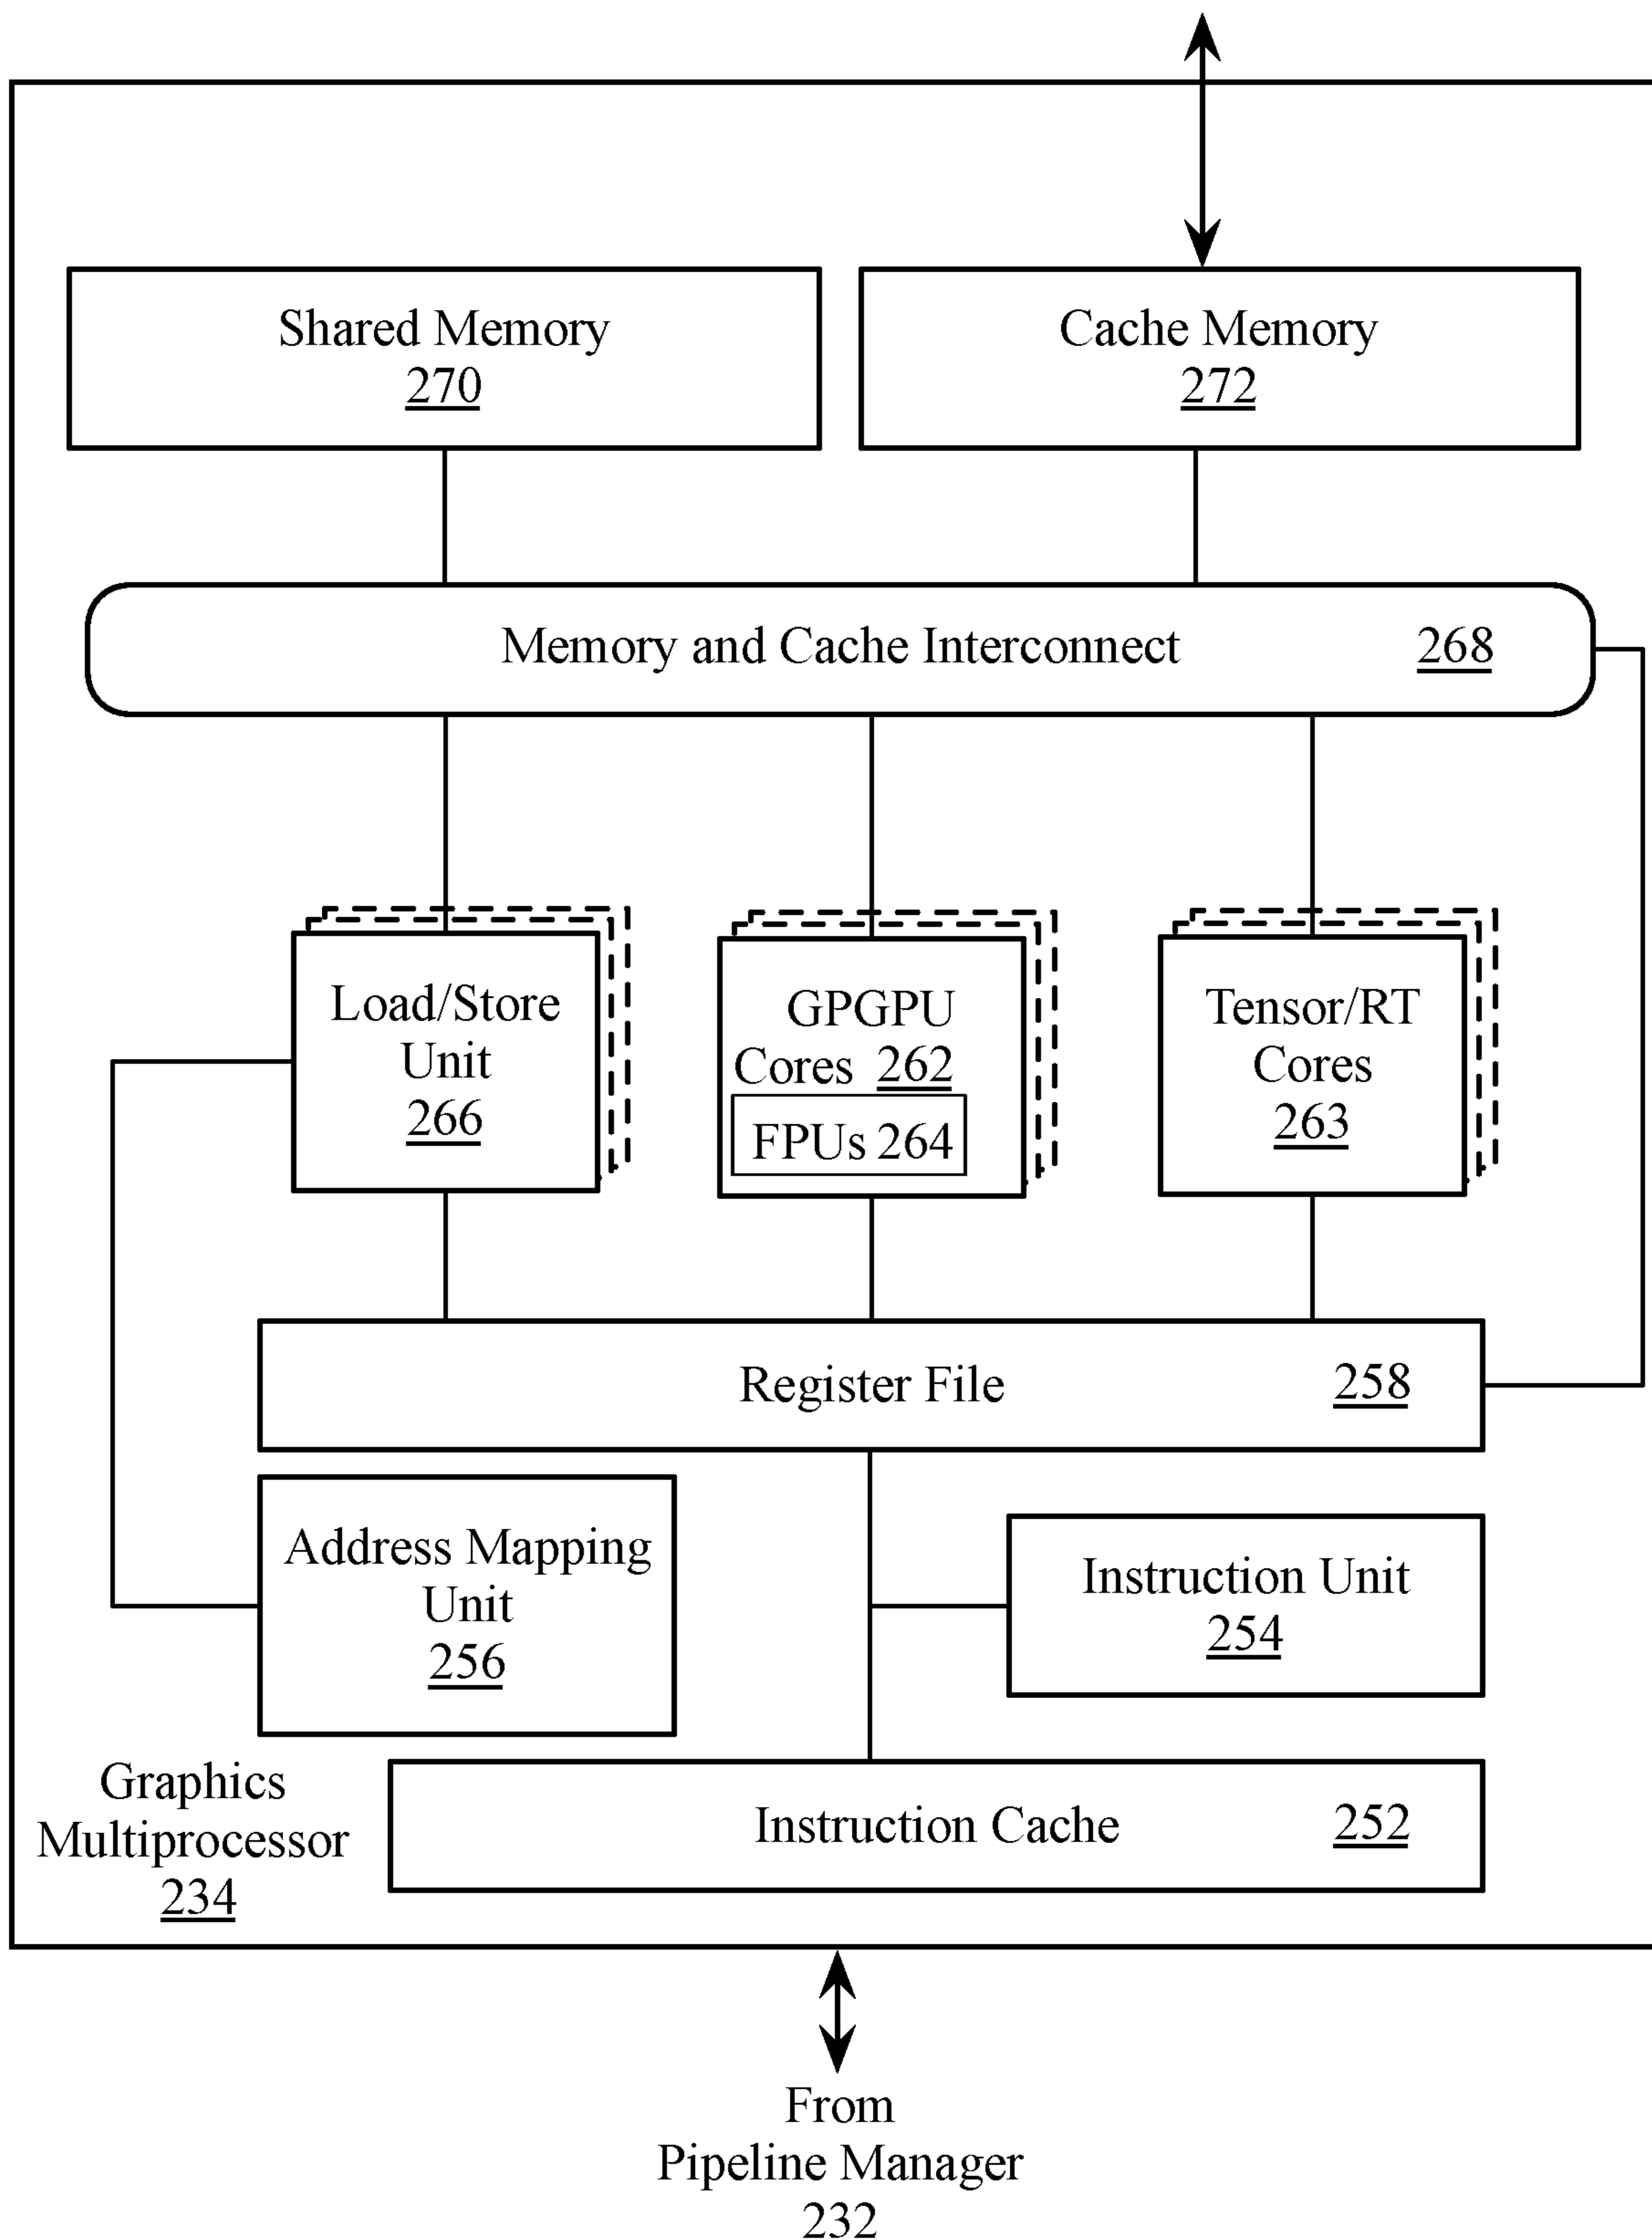 Shared Memory
270
Cache Memory
272
Memory and Cache Interconnect 268
Load/Store
Unit
266
GPGPU
Cores 262
FPUs 264
Tensor/RT
Cores
263
Register File 258
Address Mapping
Unit
256
Instruction Unit
254
Graphics
Multiprocessor
234
Instruction Cache 252
From
Pipeline Manager
232